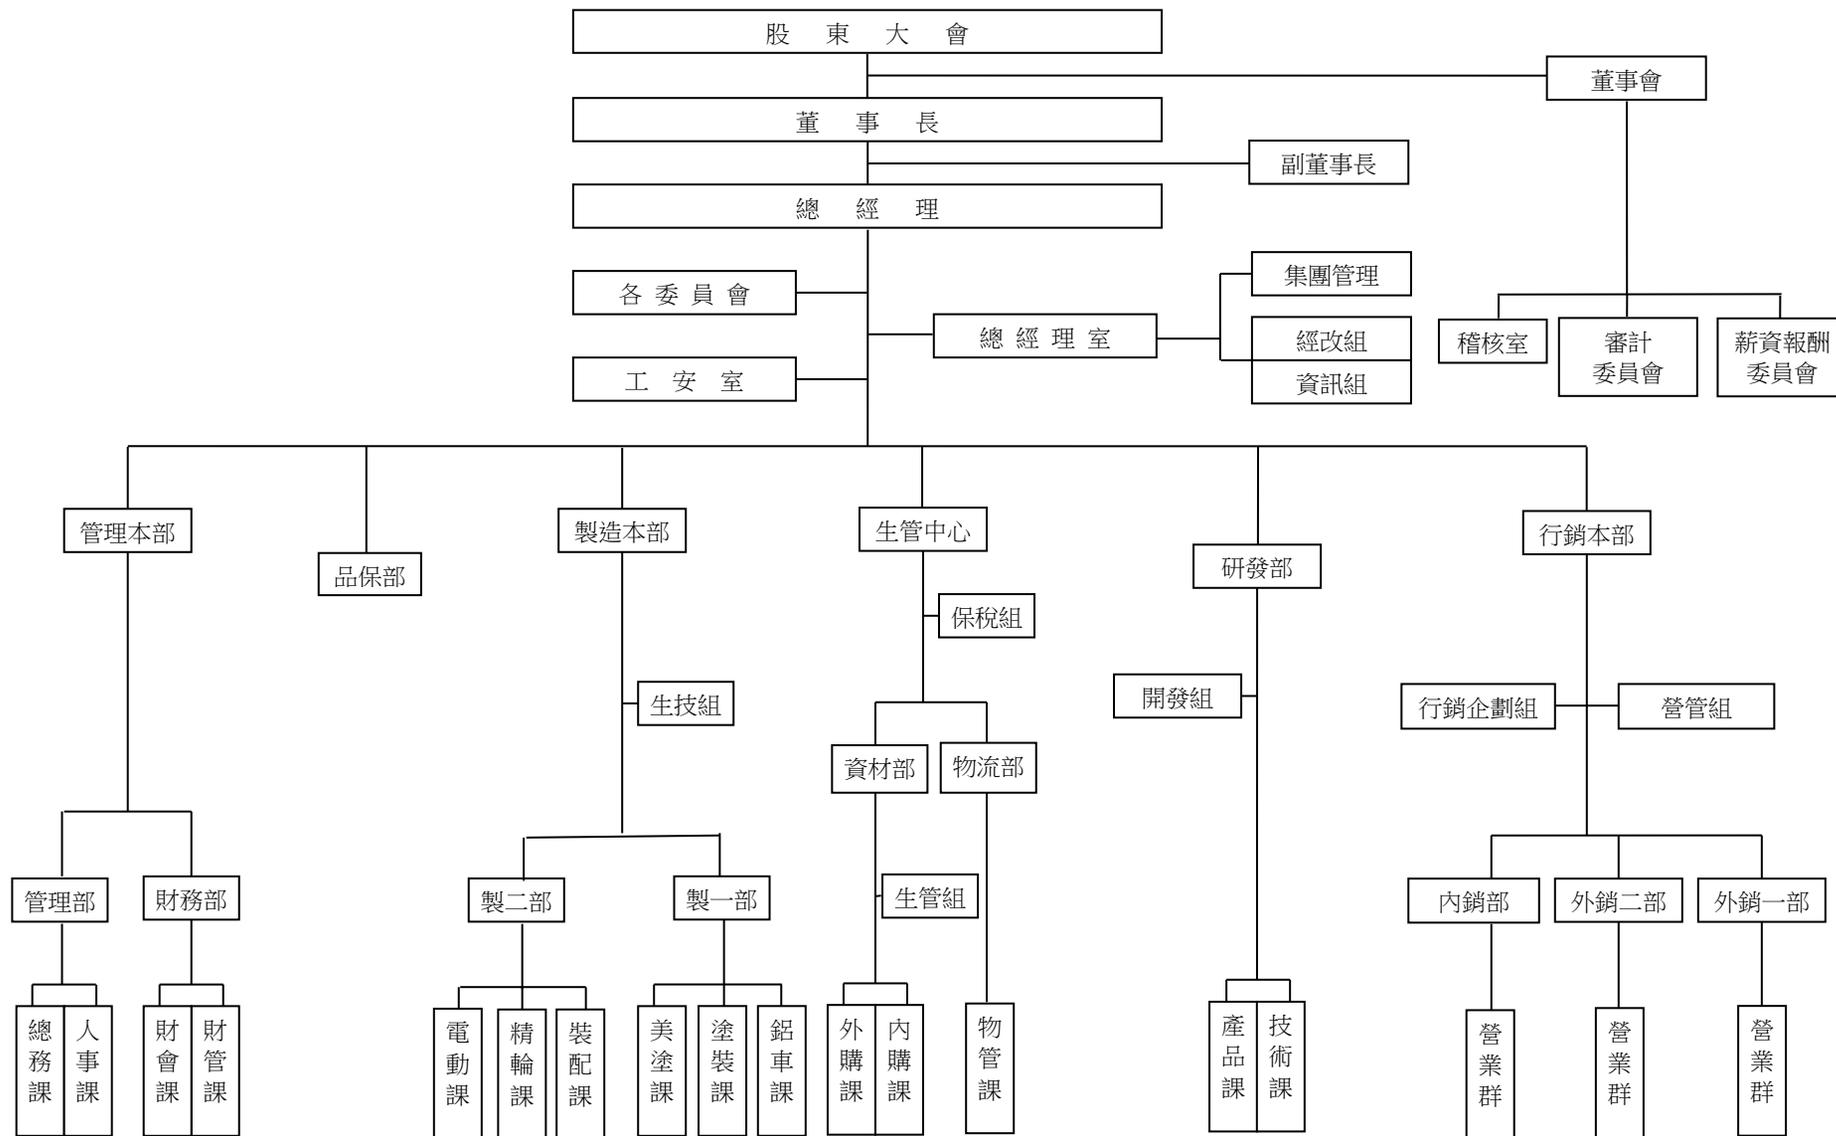 股東大會
董事會
董事長
副董事長
總經理
集團管理
各委員會
總經理室
經改組
稽核室
審計
委員會
薪資報酬
委員會
工安室
資訊組
管理本部
品保部
製造本部
生管中心
研發部
行銷本部
保稅組
生技組
開發組
行銷企劃組
營管組
資材部
物流部
管理部
財務部
製二部
製一部
生管組
內銷部
外銷二部
外銷一部
總務課
人事課
財會課
財管課
電動課
精輪課
裝配課
美塗課
塗裝課
鋁車課
外購課
內購課
物管課
產品課
技術課
營業群
營業群
營業群